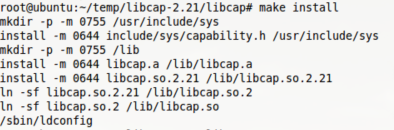 root@ubuntu:~/temp/libcap-2.21/libcap# make install
mkdir -p -m 0755 /usr/include/sys
install -m 0644 include/sys/capability.h /usr/include/sys
mkdir -p -m 0755 /lib
install -m 0644 libcap.a /lib/libcap.a
install -m 0644 libcap.so.2.21 /lib/libcap.so.2.21
ln -sf libcap.so.2.21 /lib/libcap.so.2
ln -sf libcap.so.2 /lib/libcap.so
/sbin/ldconfig